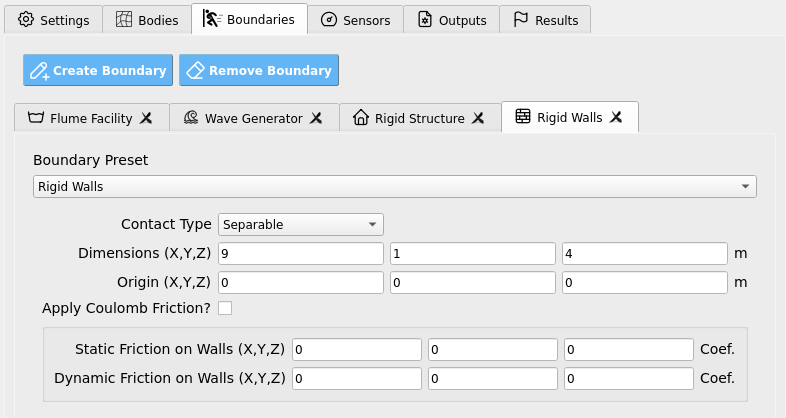 Settings Bodies Boundaries Sensors Outputs Results
Create Boundary Remove Boundary
Flume Facility Wave Generator Rigid Structure Rigid Walls
Boundary Preset
Rigid Walls
Contact Type Separable
Dimensions (X,Y,Z) 9 1 4 m
Origin (X,Y,Z) 0 0 0 m
Apply Coulomb Friction?
Static Friction on Walls (X,Y,Z) 0 0 0 Coef.
Dynamic Friction on Walls (X,Y,Z) 0 0 0 Coef.